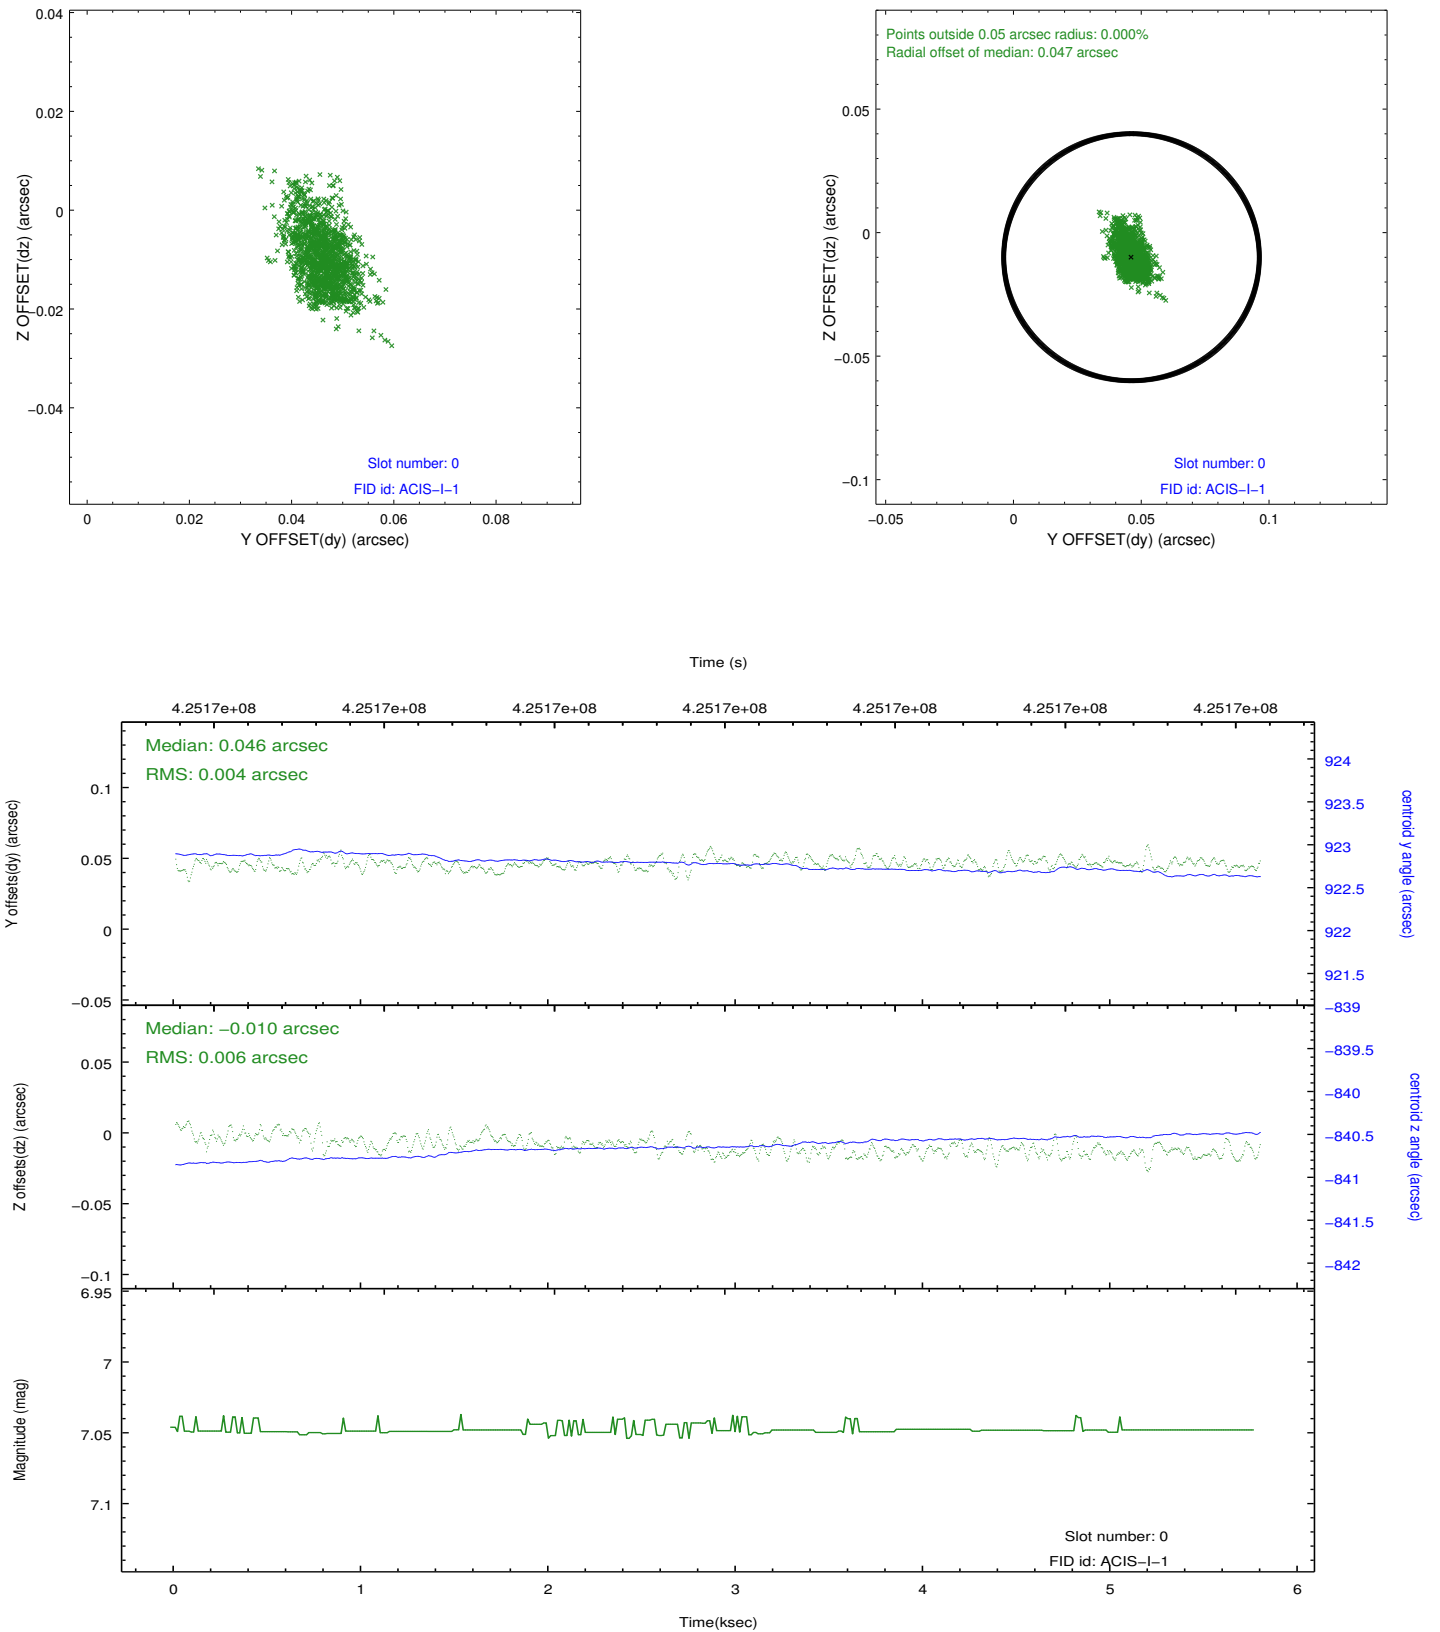 0.04
0.02
0
−0.02
−0.04
Z OFFSET(dz) (arcsec)
Slot number: 0
FID id: ACIS−I−1
0
0.02
0.04
0.06
0.08
Y OFFSET(dy) (arcsec)
Points outside 0.05 arcsec radius: 0.000%
Radial offset of median: 0.047 arcsec
0.05
0
−0.05
−0.1
Z OFFSET(dz) (arcsec)
Slot number: 0
FID id: ACIS−I−1
−0.05
0
0.05
0.1
Y OFFSET(dy) (arcsec)
Time (s)
4.2517e+08
4.2517e+08
4.2517e+08
4.2517e+08
4.2517e+08
4.2517e+08
4.2517e+08
Median: 0.046 arcsec
RMS: 0.004 arcsec
0.1
0.05
0
−0.05
Y offsets(dy) (arcsec)
924
923.5
923
922.5
922
921.5
centroid y angle (arcsec)
Median: −0.010 arcsec
RMS: 0.006 arcsec
0.05
0
−0.05
−0.1
Z offsets(dz) (arcsec)
−839
−839.5
−840
−840.5
−841
−841.5
−842
centroid z angle (arcsec)
6.95
7
7.05
7.1
Magnitude (mag)
Slot number: 0
FID id: ACIS−I−1
0
1
2
3
4
5
6
Time(ksec)